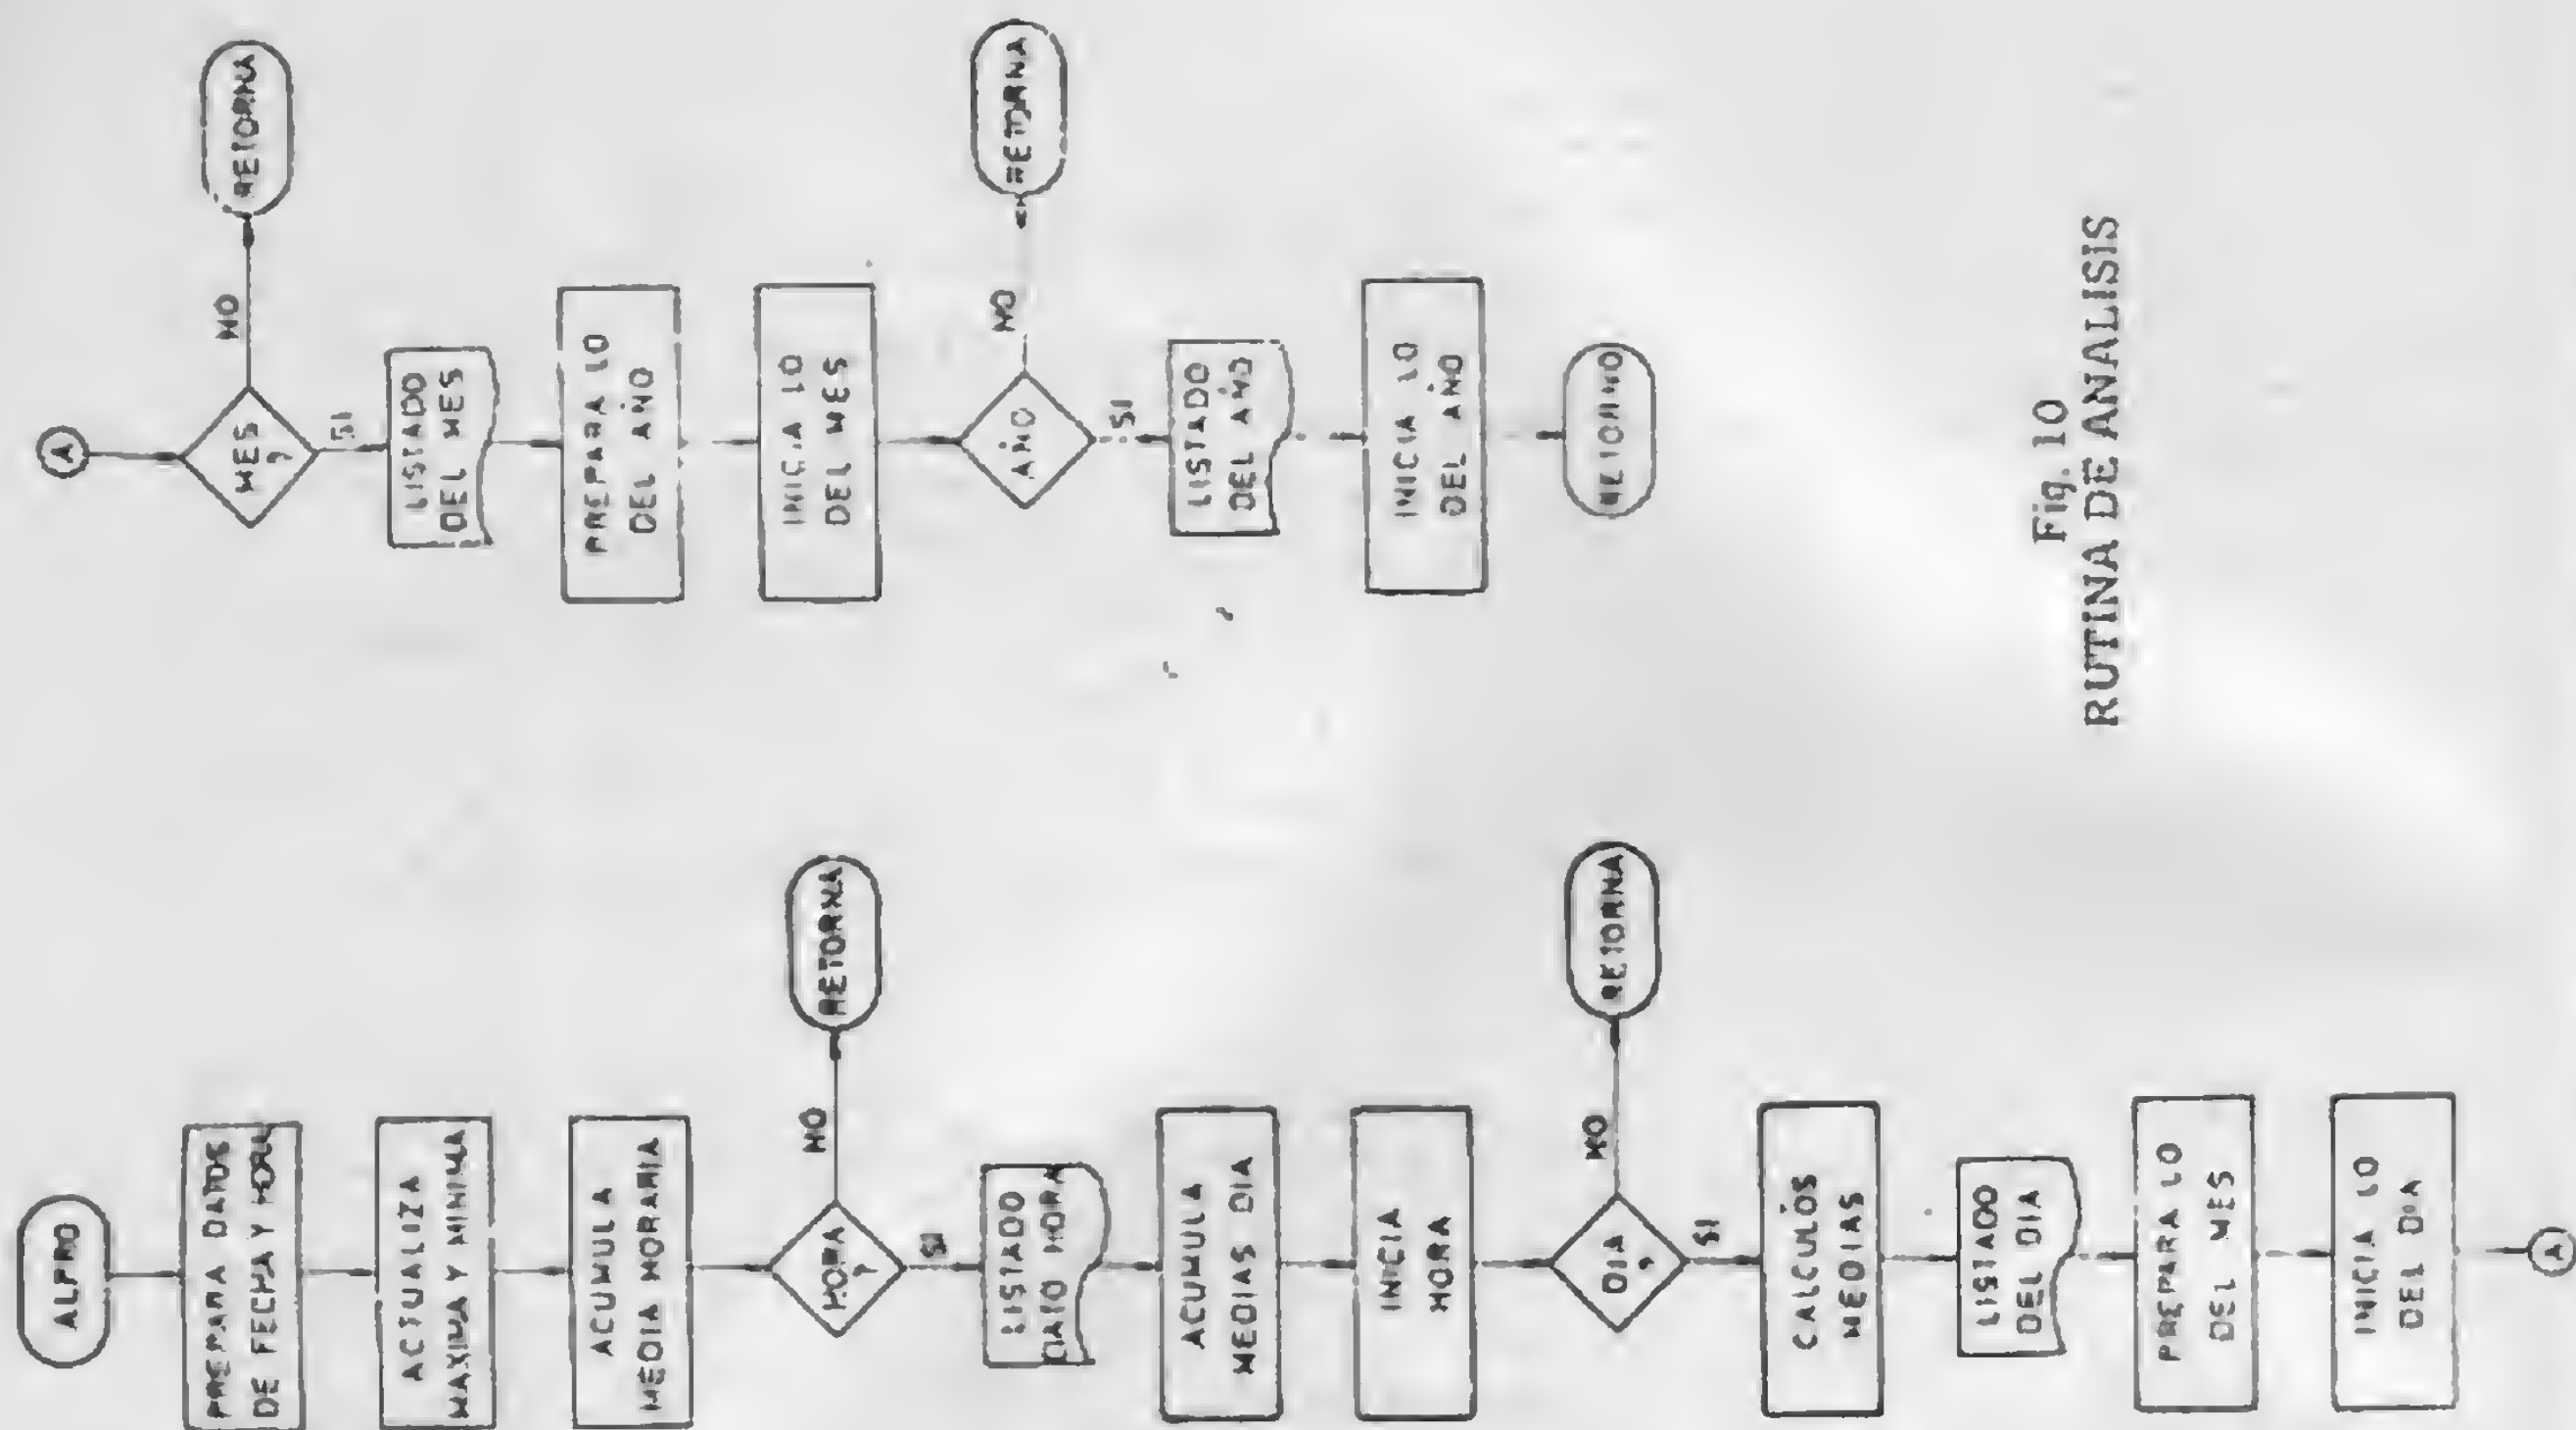 ALPRO
PREPARA DATOS
DE FECHA Y HORA
ACTUALIZA
MAXIMA Y MINIMA
ACUMULA
MEDIA HORARIA
HORA
?
NO
RETORNA
SI
LISTADO
DATO HORA
ACUMULA
MEDIAS DIA
INICIA
HORA
DIA
?
NO
RETORNA
SI
CALCULOS
MEDIAS
LISTADO
DEL DIA
PREPARA LO
DEL MES
INICIA LO
DEL DIA
A
A
MES
?
NO
RETORNA
SI
LISTADO
DEL MES
PREPARA LO
DEL AÑO
INICIA LO
DEL MES
AÑO
NO
RETORNA
SI
LISTADO
DEL AÑO
INICIA LO
DEL AÑO
RETORNO
Fig. 10
RUTINA DE ANALISIS